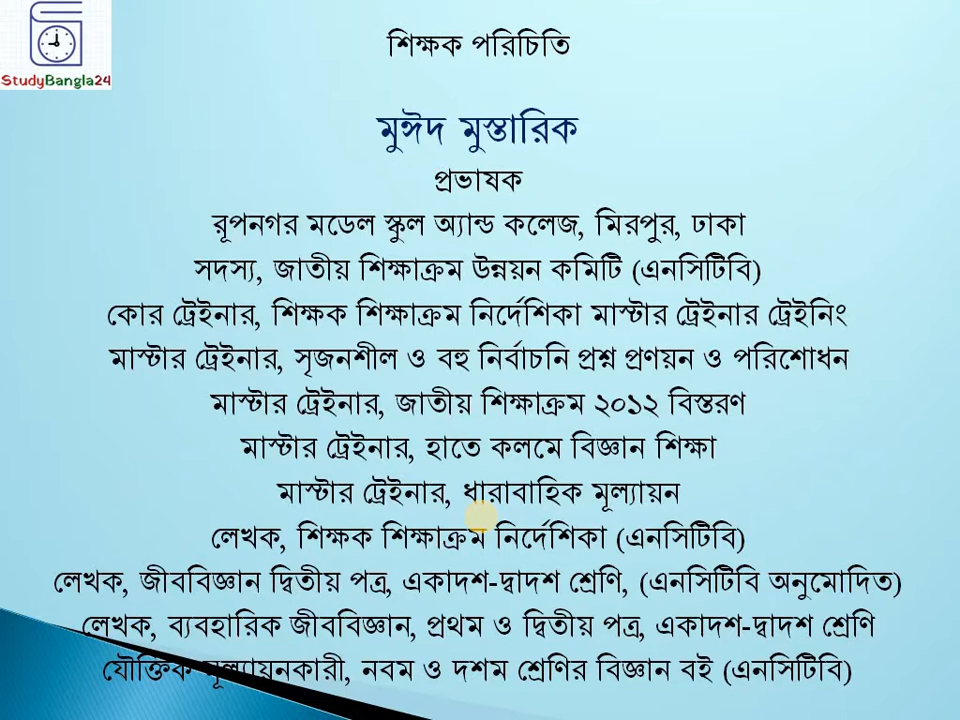 StudyBangla24
শিক্ষক পরিচিতি
মুঈদ মুস্তারিক
প্রভাষক
রূপনগর মডেল স্কুল অ্যান্ড কলেজ, মিরপুর, ঢাকা
সদস্য, জাতীয় শিক্ষাক্রম উন্নয়ন কমিটি (এনসিটিবি)
কোর ট্রেইনার, শিক্ষক শিক্ষাক্রম নির্দেশিকা মাস্টার ট্রেইনার ট্রেইনিং
মাস্টার ট্রেইনার, সৃজনশীল ও বহু নির্বাচনি প্রশ্ন প্রণয়ন ও পরিশোধন
মাস্টার ট্রেইনার, জাতীয় শিক্ষাক্রম ২০১২ বিস্তরণ
মাস্টার ট্রেইনার, হাতে কলমে বিজ্ঞান শিক্ষা
মাস্টার ট্রেইনার, ধারাবাহিক মূল্যায়ন
লেখক, শিক্ষক শিক্ষাক্রম নির্দেশিকা (এনসিটিবি)
লেখক, জীববিজ্ঞান দ্বিতীয় পত্র, একাদশ-দ্বাদশ শ্রেণি, (এনসিটিবি অনুমোদিত)
লেখক, ব্যবহারিক জীববিজ্ঞান, প্রথম ও দ্বিতীয় পত্র, একাদশ-দ্বাদশ শ্রেণি
যৌক্তিক মূল্যায়নকারী, নবম ও দশম শ্রেণির বিজ্ঞান বই (এনসিটিবি)